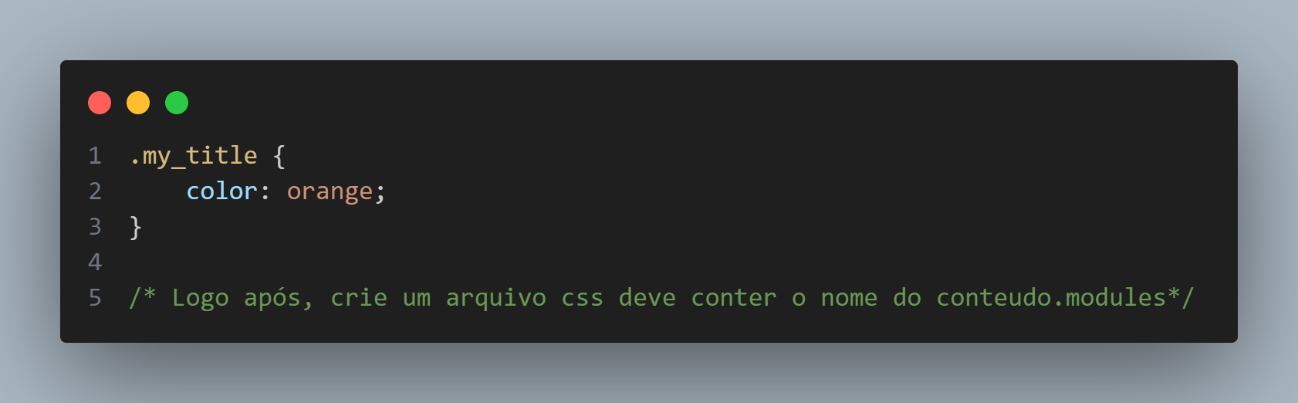 1 .my_title {
2     color: orange;
3 }
4
5 /* Logo após, crie um arquivo css deve conter o nome do conteudo.modules*/